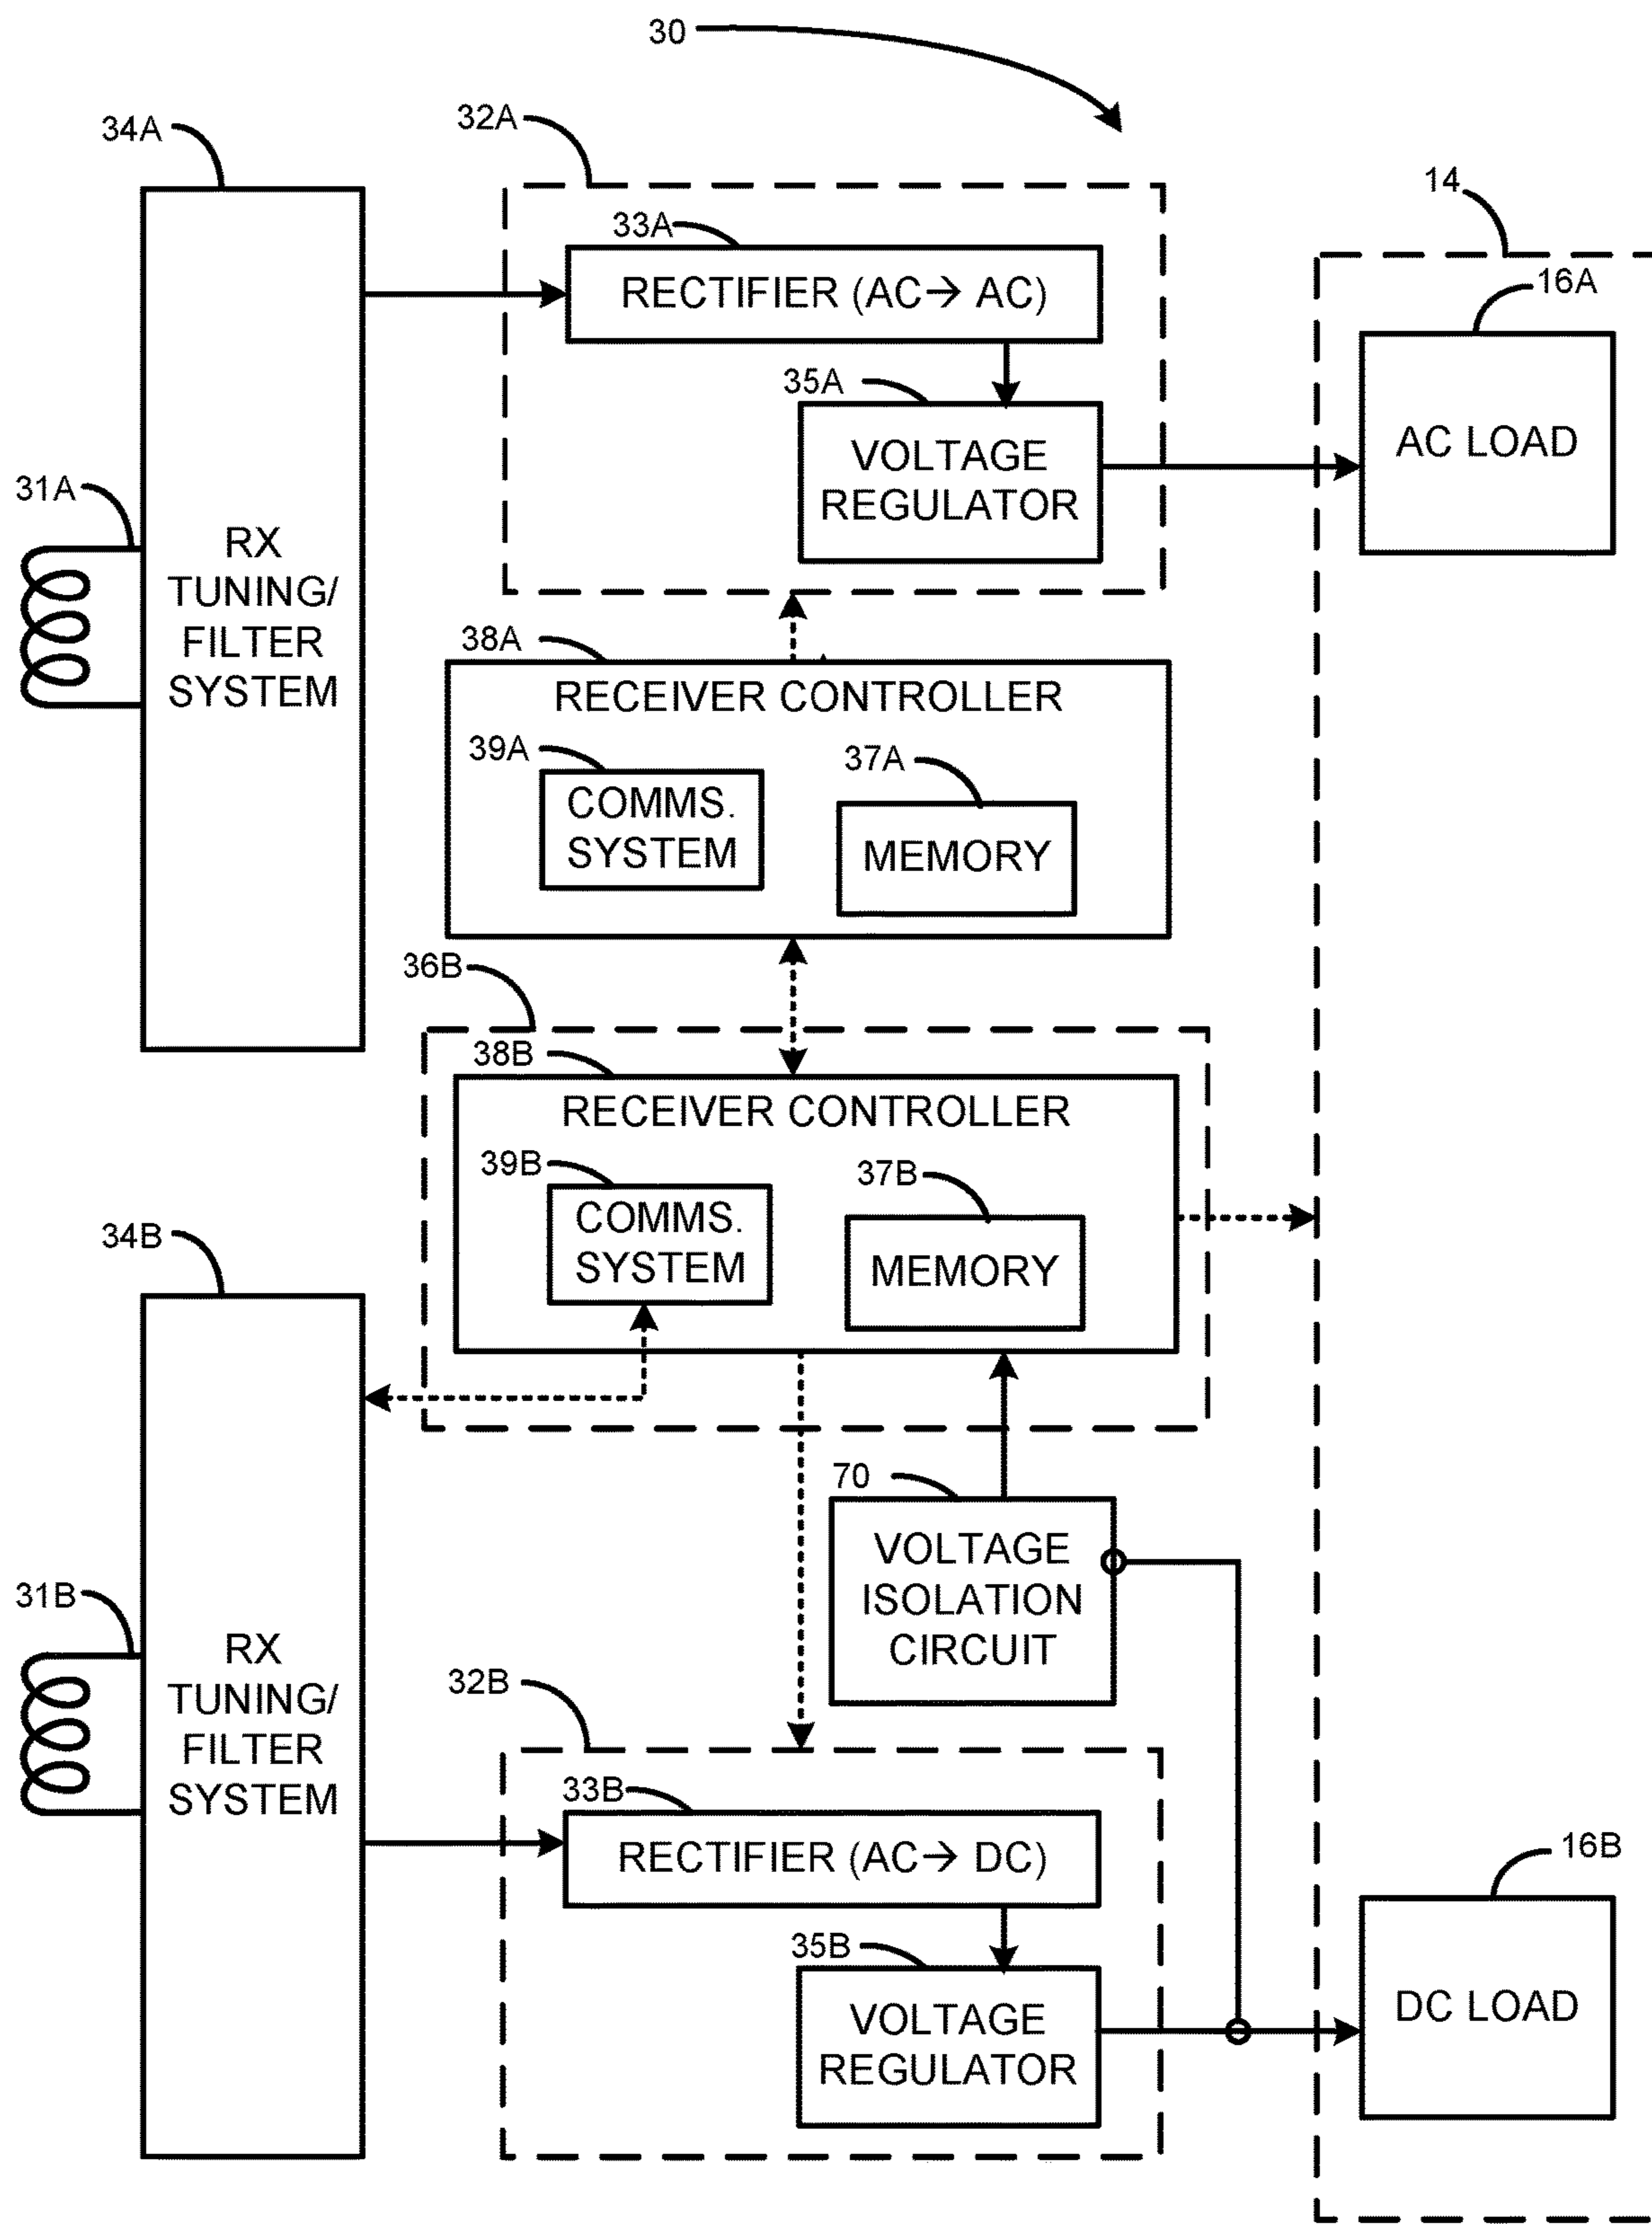 30
34A
32A
14
33A
16A
RECTIFIER (AC→ AC)
35A
AC LOAD
VOLTAGE
REGULATOR
31A
RX
TUNING/
FILTER
SYSTEM
38A
RECEIVER CONTROLLER
39A
37A
COMMS.
SYSTEM
MEMORY
36B
38B
RECEIVER CONTROLLER
39B
37B
COMMS.
SYSTEM
MEMORY
34B
70
VOLTAGE
ISOLATION
CIRCUIT
31B
RX
TUNING/
FILTER
SYSTEM
32B
33B
RECTIFIER (AC→ DC)
16B
35B
VOLTAGE
REGULATOR
DC LOAD